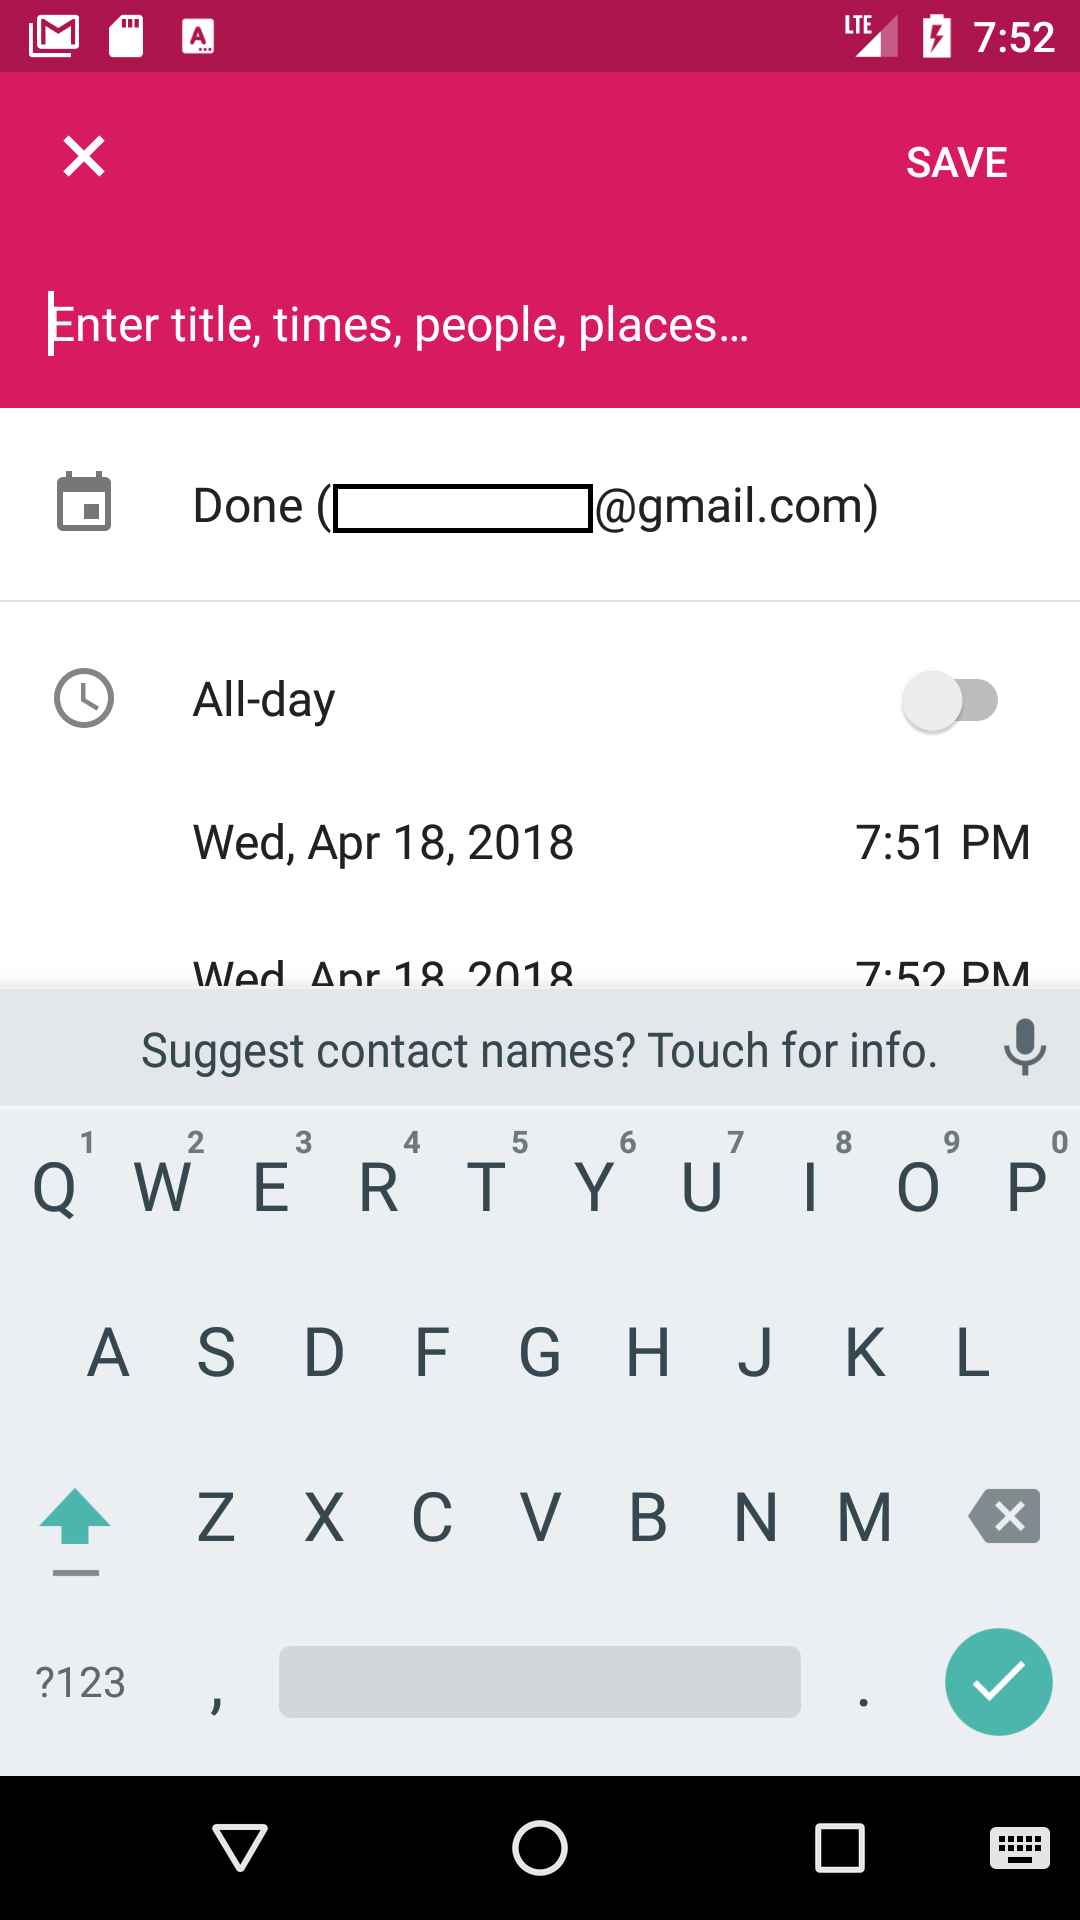 LTE 7:52
SAVE
Enter title, times, people, places...
Done ( @gmail.com)
All-day
Wed, Apr 18, 2018 7:51 PM
Wed, Apr 18, 2018 7:52 PM
Suggest contact names? Touch for info.
1 2 3 4 5 6 7 8 9 0
Q W E R T Y U I O P
A S D F G H J K L
Z X C V B N M
?123 , .